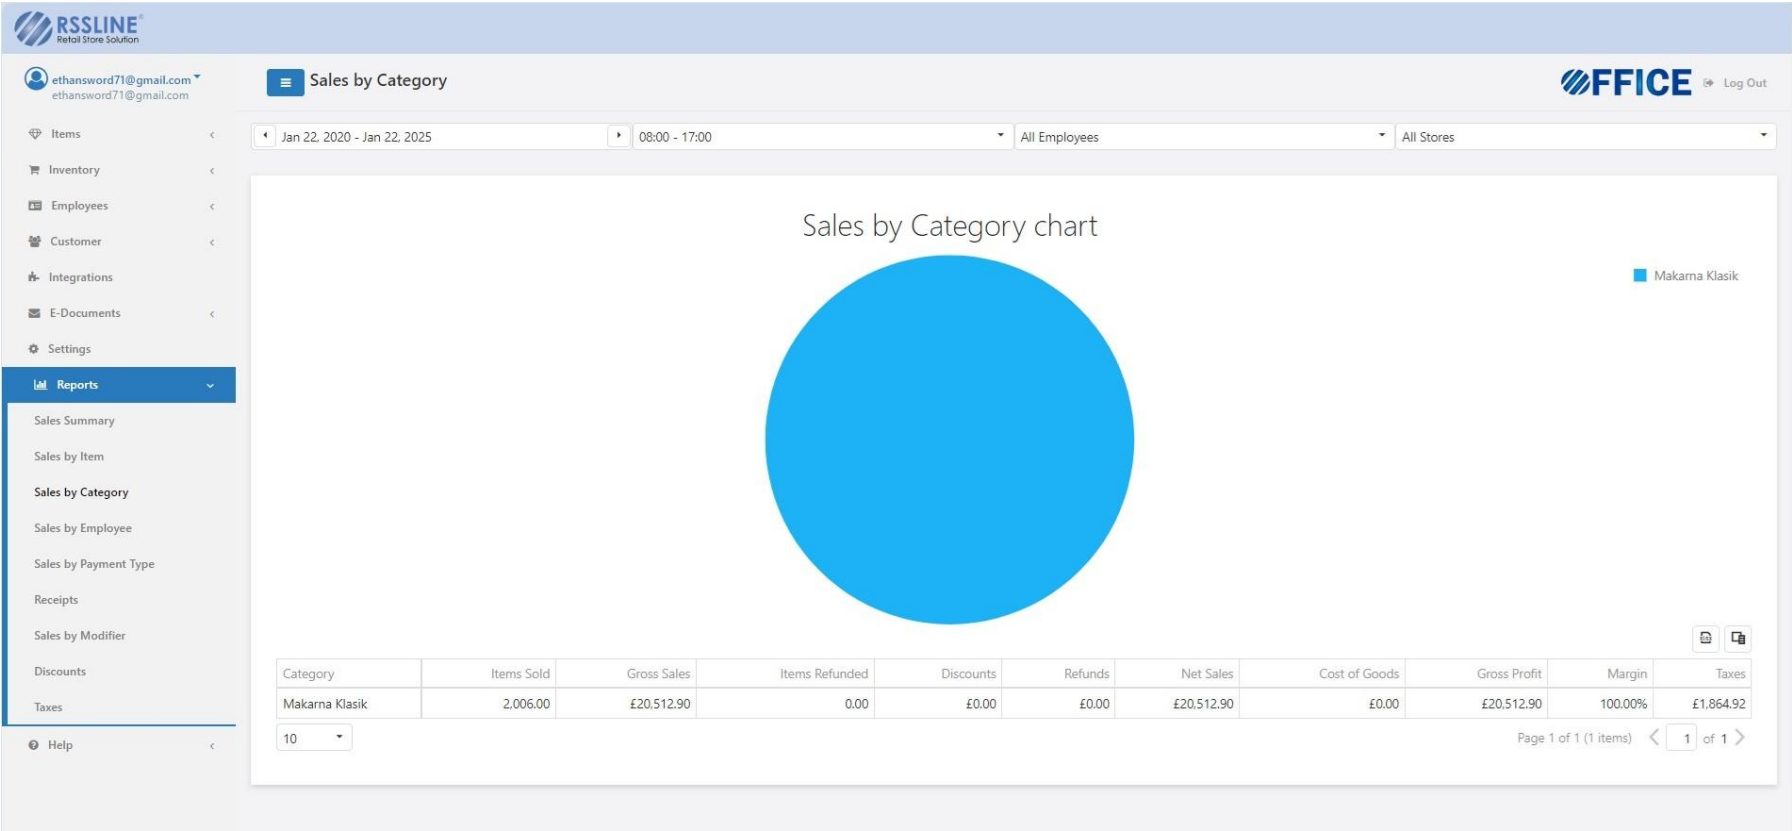 RSSLINE®
Retail Store Solution
ethansword71@gmail.com
ethansword71@gmail.com
Sales by Category
OFFICE
Log Out
Items
Inventory
Employees
Customer
Integrations
E-Documents
Settings
Reports
Sales Summary
Sales by Item
Sales by Category
Sales by Employee
Sales by Payment Type
Receipts
Sales by Modifier
Discounts
Taxes
Help
Jan 22, 2020 - Jan 22, 2025 08:00 - 17:00 All Employees All Stores
Sales by Category chart
Makarna Klasik
Category Items Sold Gross Sales Items Refunded Discounts Refunds Net Sales Cost of Goods Gross Profit Margin Taxes
Makarna Klasik 2,006.00 £20,512.90 0.00 £0.00 £0.00 £20,512.90 £0.00 £20,512.90 100.00% £1,864.92
10 Page 1 of 1 (1 items) 1 of 1